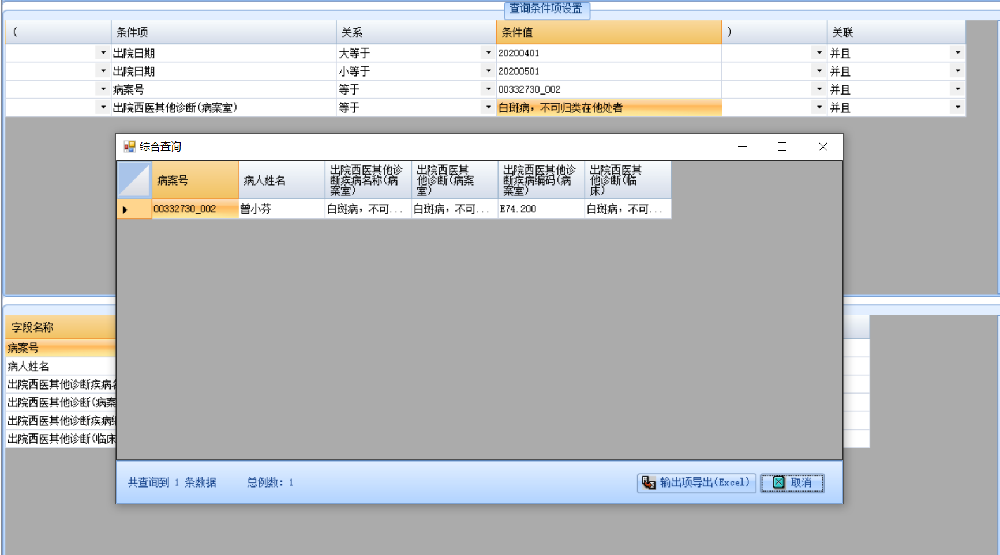 查询条件项设置
( 条件项 关系 条件值 ) 关联
出院日期 大等于 20200401 并且
出院日期 小等于 20200501 并且
病案号 等于 00332730_002 并且
出院西医其他诊断(病案室) 等于 白斑病，不可归类在他处者 并且
综合查询
病案号 病人姓名 出院西医其他诊断疾病名称(病案室) 出院西医其他诊断(病案室) 出院西医其他诊断疾病编码(病案室) 出院西医其他诊断(临床)
00332730_002 曾小芬 白斑病，不可... 白斑病，不可... E74.200 白斑病，不可...
字段名称
病案号
病人姓名
出院西医其他诊断疾病
出院西医其他诊断(病案
出院西医其他诊断疾病
出院西医其他诊断(临床
共查询到 1 条数据 总例数: 1
输出项导出(Excel) 取消